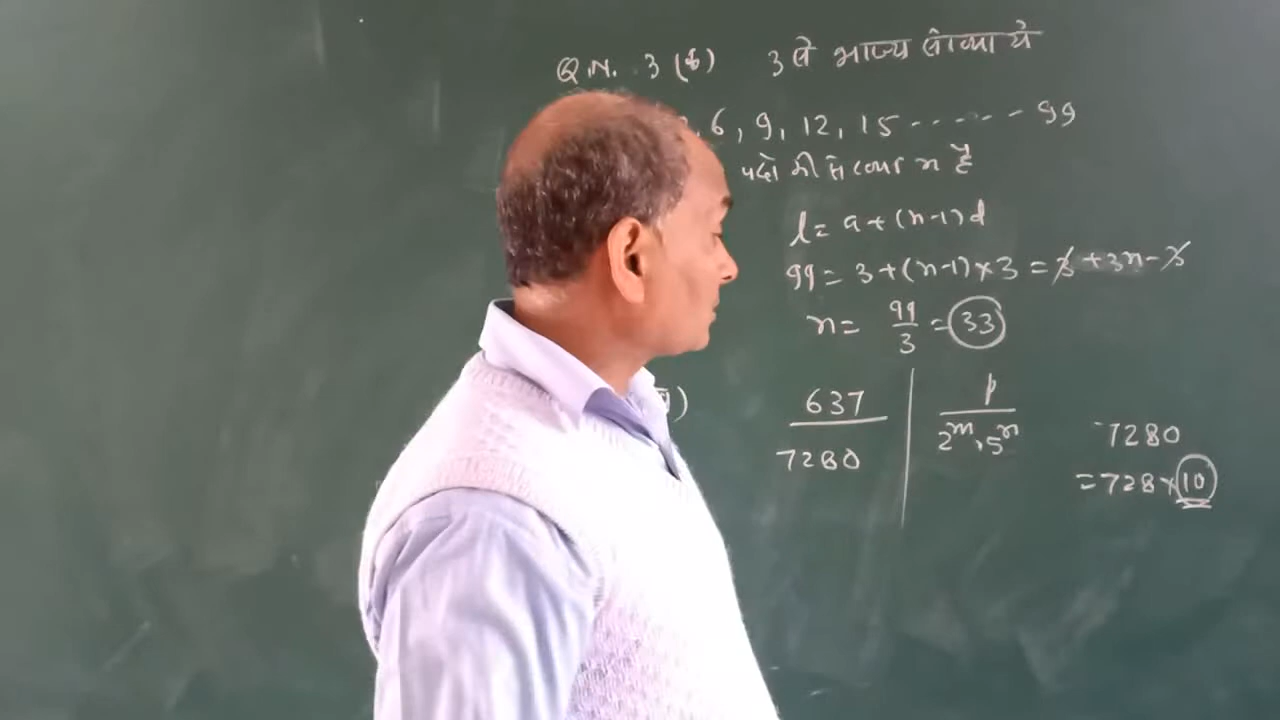 Q.N. 3 (क) 3 से भाज्य संख्या ये
, 6, 9, 12, 15 ------ 99
पदो की संख्या n है
l = a + (n-1) d
99 = 3 + (n-1) × 3 = 3 + 3n - 3
n = 99/3 = 33
)
637/7280
p/2^m, 5^n
7280
= 728 × 10